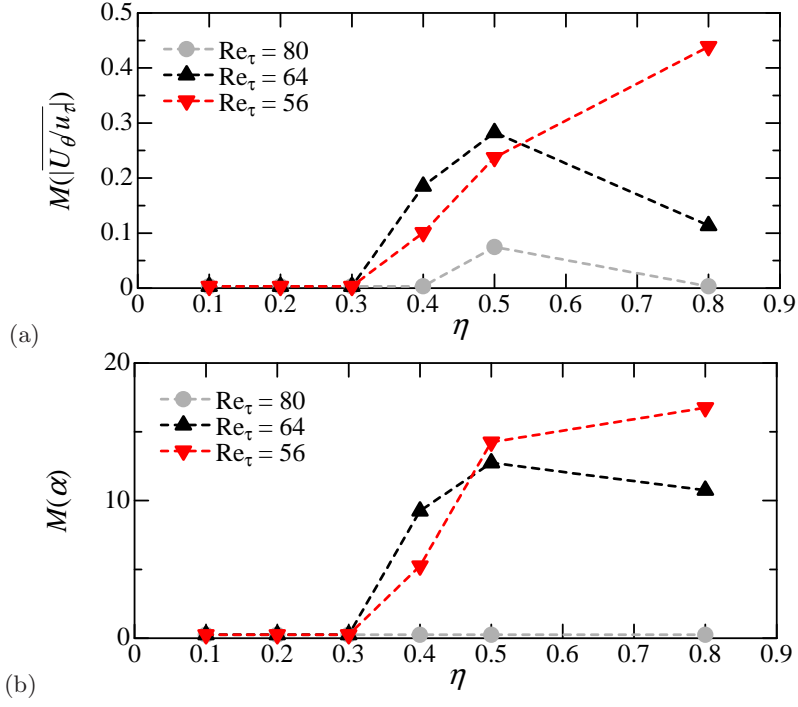 0.5
0.4
0.3
0.2
0.1
0
M(|U_θ/u_τ|)
Re_τ = 80
Re_τ = 64
Re_τ = 56
0 0.1 0.2 0.3 0.4 0.5 0.6 0.7 0.8 0.9
η
(a)
20
10
0
M(α)
Re_τ = 80
Re_τ = 64
Re_τ = 56
0 0.1 0.2 0.3 0.4 0.5 0.6 0.7 0.8 0.9
η
(b)